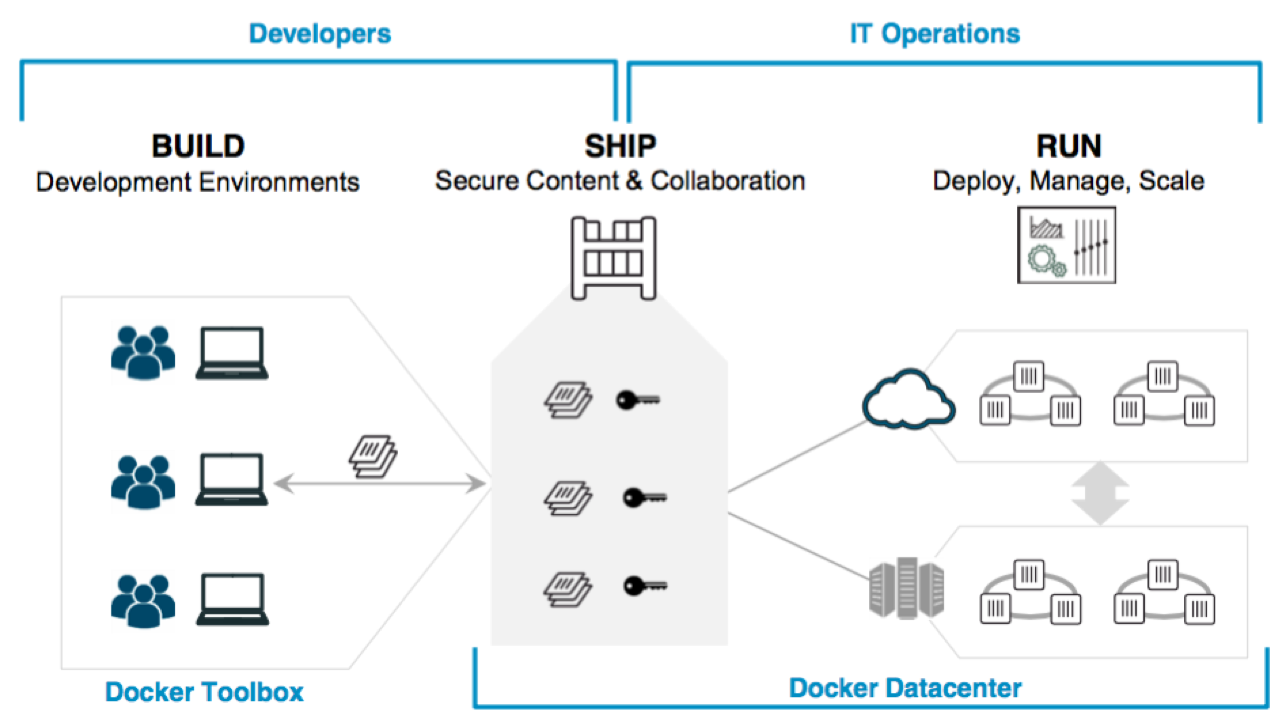 Developers
IT Operations
BUILD
Development Environments
SHIP
Secure Content & Collaboration
RUN
Deploy, Manage, Scale
Docker Toolbox
Docker Datacenter